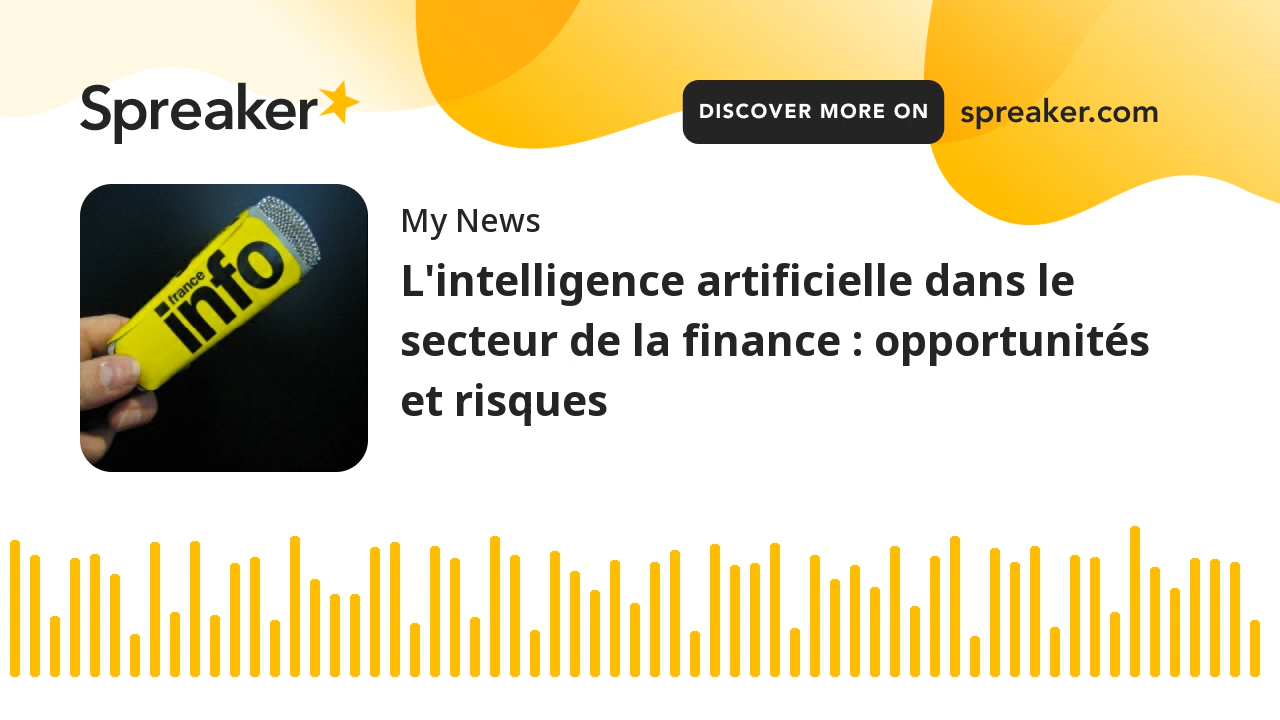 Spreaker
DISCOVER MORE ON
spreaker.com
france
info
My News
L'intelligence artificielle dans le
secteur de la finance : opportunités
et risques